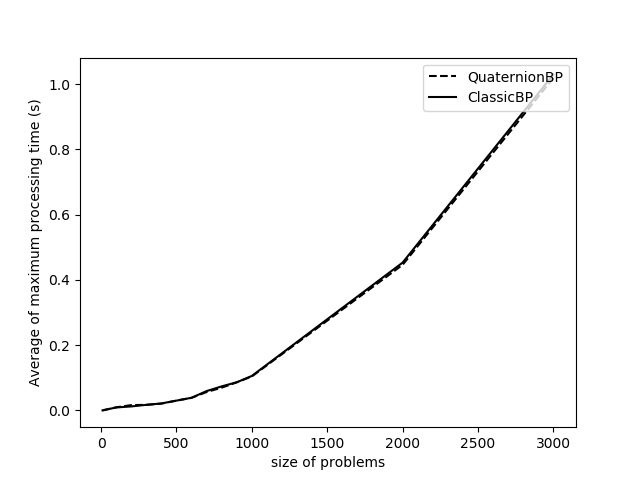 QuaternionBP
ClassicBP
1.0
0.8
0.6
0.4
0.2
0.0
Average of maximum processing time (s)
0 500 1000 1500 2000 2500 3000
size of problems